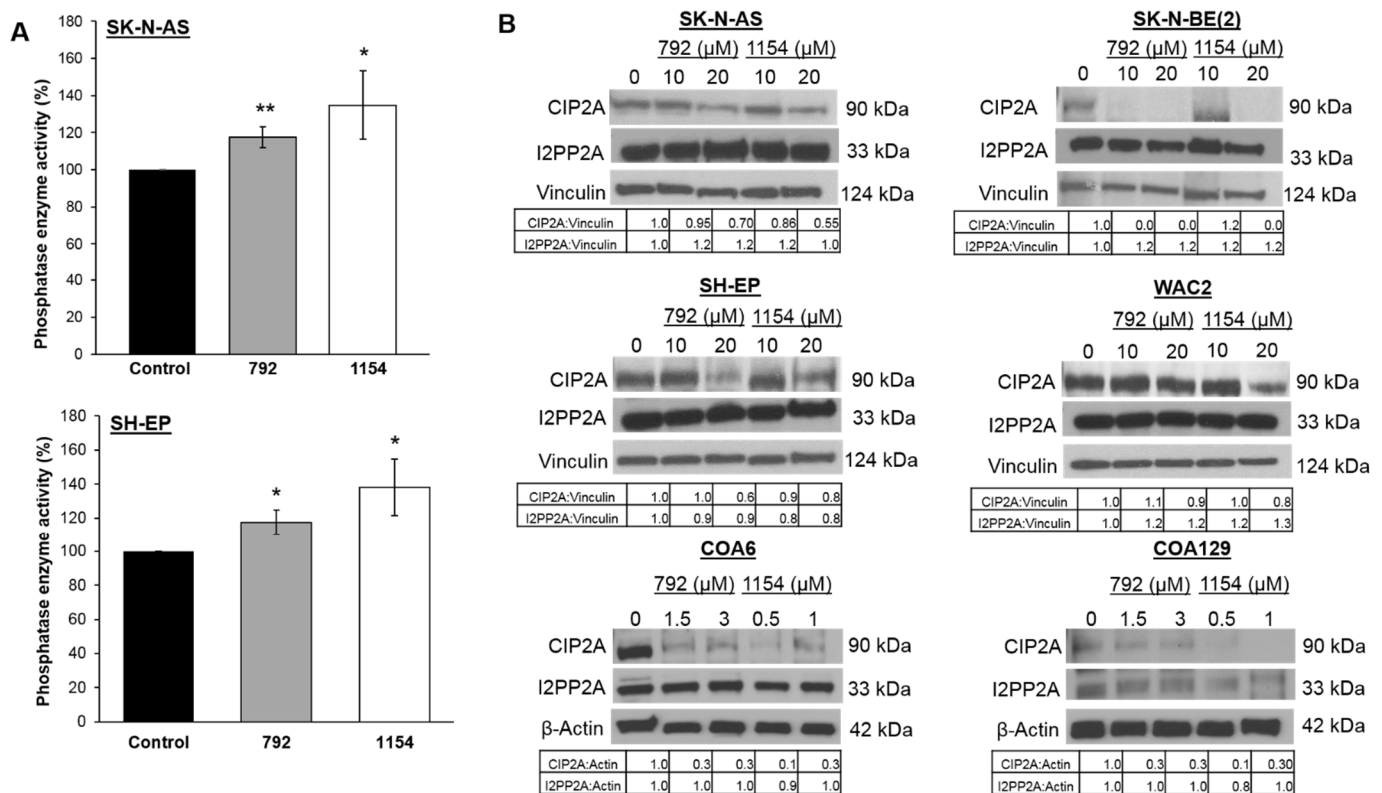 A
SK-N-AS
Phosphatase enzyme activity (%)
180
160
140
120
100
80
60
40
20
0
**
*
Control 792 1154
SH-EP
Phosphatase enzyme activity (%)
180
160
140
120
100
80
60
40
20
0
*
*
Control 792 1154
B
SK-N-AS
792 (µM) 1154 (µM)
0 10 20 10 20
CIP2A 90 kDa
I2PP2A 33 kDa
Vinculin 124 kDa
CIP2A:Vinculin 1.0 0.95 0.70 0.86 0.55
I2PP2A:Vinculin 1.0 1.2 1.2 1.2 1.0
SK-N-BE(2)
792 (µM) 1154 (µM)
0 10 20 10 20
CIP2A 90 kDa
I2PP2A 33 kDa
Vinculin 124 kDa
CIP2A:Vinculin 1.0 0.0 0.0 1.2 0.0
I2PP2A:Vinculin 1.0 1.2 1.2 1.2 1.2
SH-EP
792 (µM) 1154 (µM)
0 10 20 10 20
CIP2A 90 kDa
I2PP2A 33 kDa
Vinculin 124 kDa
CIP2A:Vinculin 1.0 1.0 0.6 0.9 0.8
I2PP2A:Vinculin 1.0 0.9 0.9 0.8 0.8
WAC2
792 (µM) 1154 (µM)
0 10 20 10 20
CIP2A 90 kDa
I2PP2A 33 kDa
Vinculin 124 kDa
CIP2A:Vinculin 1.0 1.1 0.9 1.0 0.8
I2PP2A:Vinculin 1.0 1.2 1.2 1.2 1.3
COA6
792 (µM) 1154 (µM)
0 1.5 3 0.5 1
CIP2A 90 kDa
I2PP2A 33 kDa
β-Actin 42 kDa
CIP2A:Actin 1.0 0.3 0.3 0.1 0.3
I2PP2A:Actin 1.0 1.0 1.0 0.9 1.0
COA129
792 (µM) 1154 (µM)
0 1.5 3 0.5 1
CIP2A 90 kDa
I2PP2A 33 kDa
β-Actin 42 kDa
CIP2A:Actin 1.0 0.3 0.3 0.1 0.30
I2PP2A:Actin 1.0 1.0 1.0 0.8 1.0